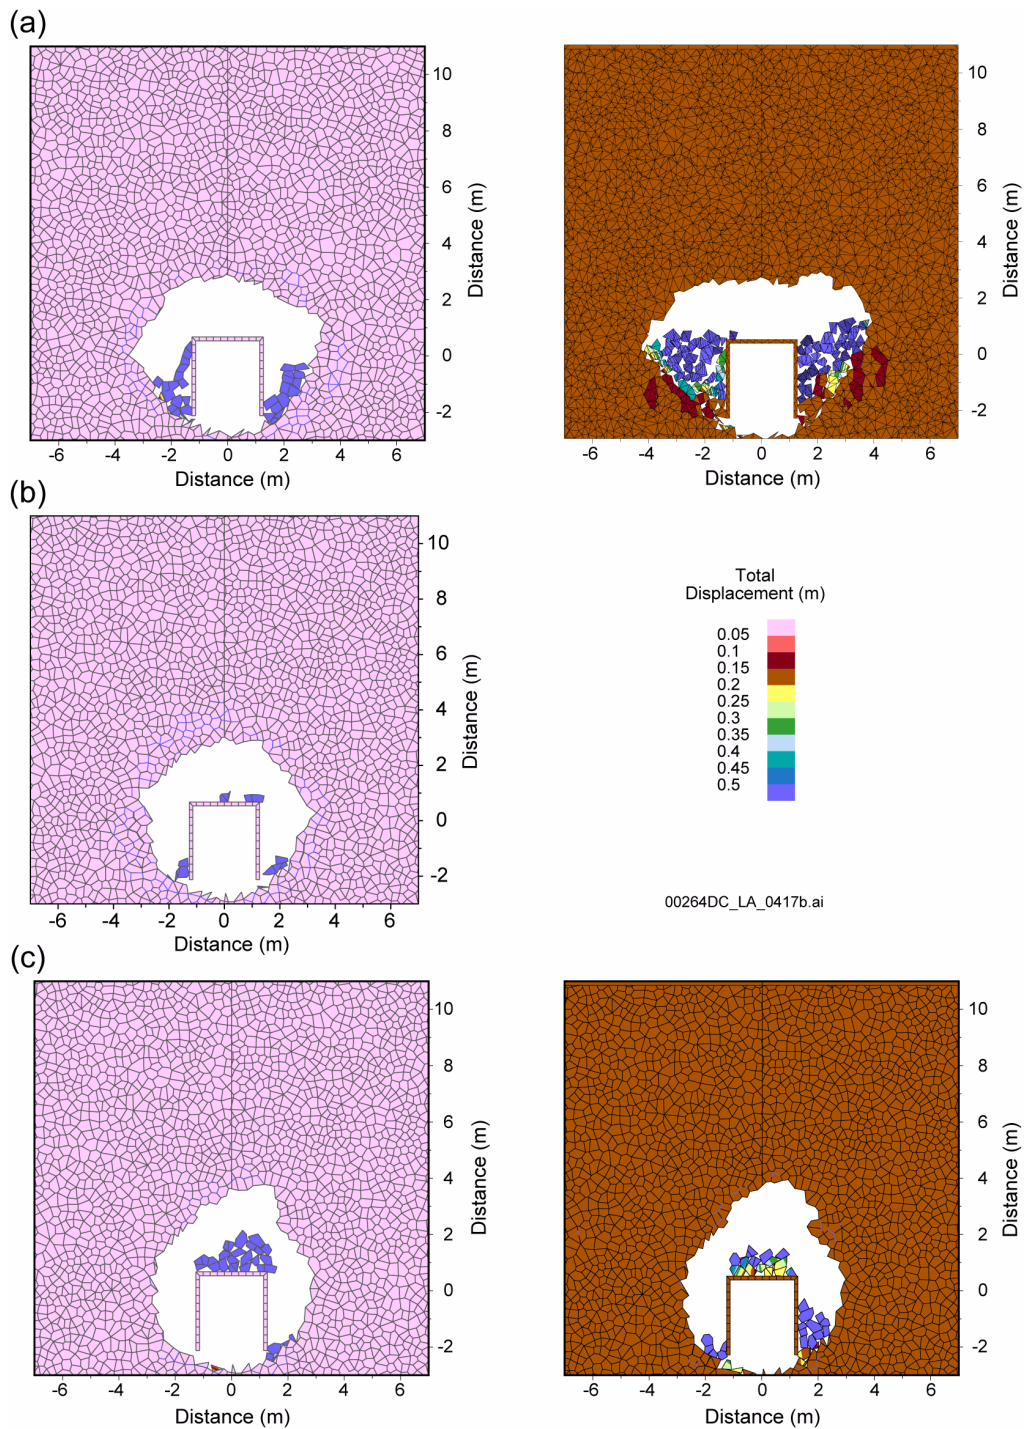 (a)
10
8
6
4
2
0
-2
Distance (m)
-6 -4 -2 0 2 4 6
Distance (m)
10
8
6
4
2
0
-2
Distance (m)
-6 -4 -2 0 2 4 6
Distance (m)
(b)
10
8
6
4
2
0
-2
Distance (m)
-6 -4 -2 0 2 4 6
Distance (m)
Total
Displacement (m)
0.05
0.1
0.15
0.2
0.25
0.3
0.35
0.4
0.45
0.5
00264DC_LA_0417b.ai
(c)
10
8
6
4
2
0
-2
Distance (m)
-6 -4 -2 0 2 4 6
Distance (m)
10
8
6
4
2
0
-2
Distance (m)
-6 -4 -2 0 2 4 6
Distance (m)